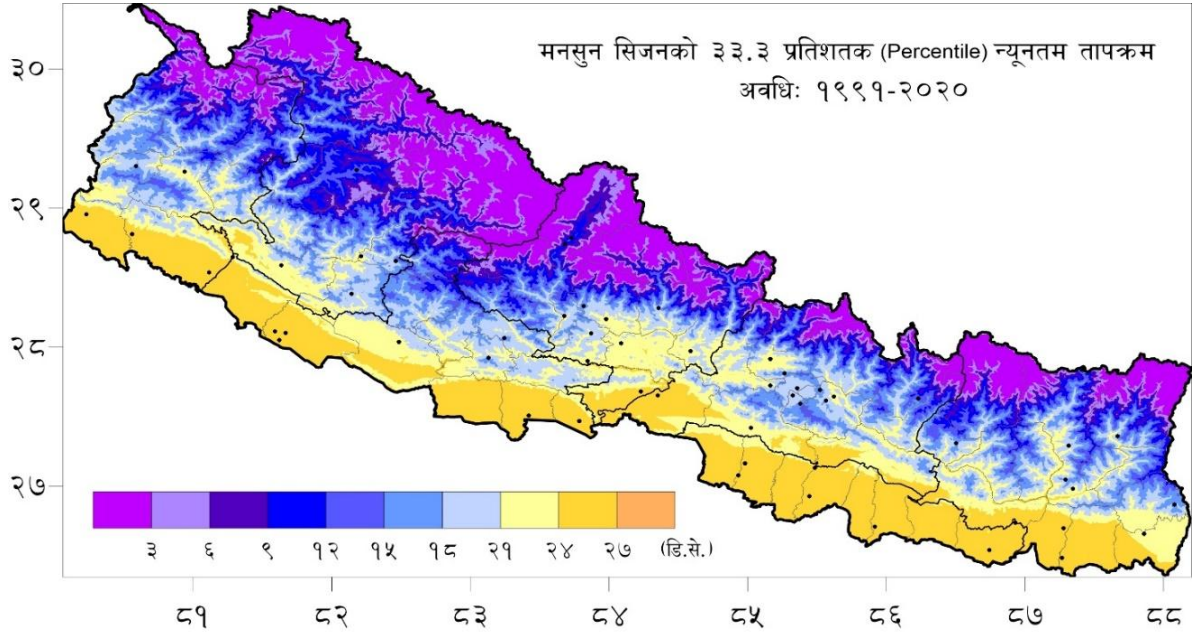 मनसुन सिजनको ३३.३ प्रतिशतक (Percentile) न्यूनतम तापक्रम
अवधिः १९९१-२०२०
३०
२९
२८
२७
३ ६ ९ १२ १५ १८ २१ २४ २७ (डि.से.)
८१ ८२ ८३ ८४ ८५ ८६ ८७ ८८